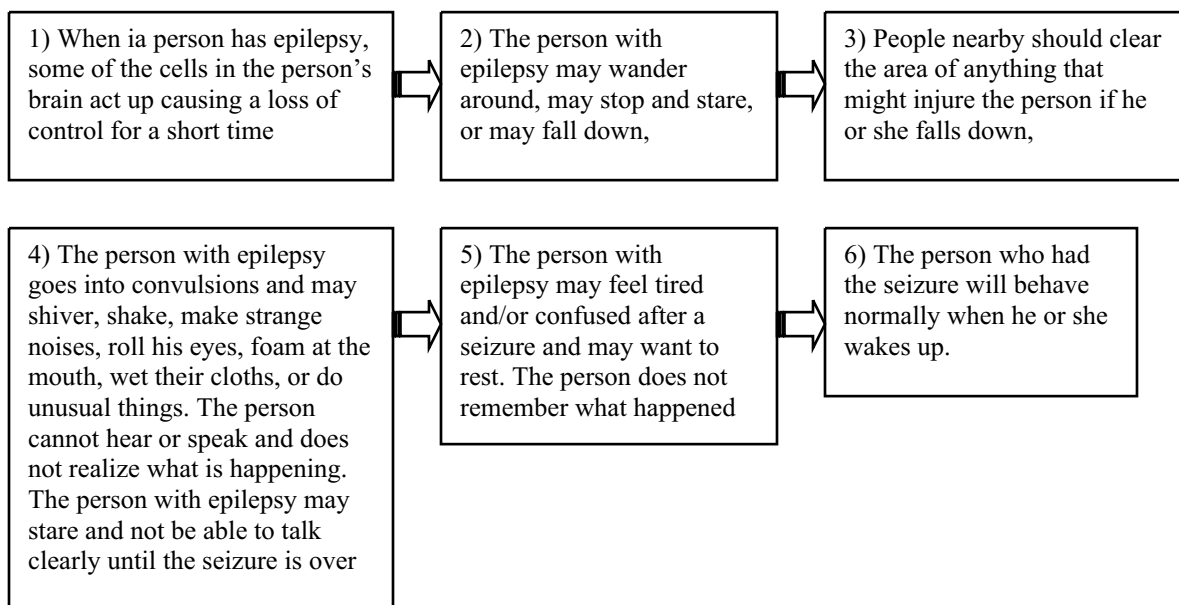 1) When ia person has epilepsy,
some of the cells in the person's
brain act up causing a loss of
control for a short time
2) The person with
epilepsy may wander
around, may stop and stare,
or may fall down,
3) People nearby should clear
the area of anything that
might injure the person if he
or she falls down,
4) The person with epilepsy
goes into convulsions and may
shiver, shake, make strange
noises, roll his eyes, foam at the
mouth, wet their cloths, or do
unusual things. The person
cannot hear or speak and does
not realize what is happening.
The person with epilepsy may
stare and not be able to talk
clearly until the seizure is over
5) The person with
epilepsy may feel tired
and/or confused after a
seizure and may want to
rest. The person does not
remember what happened
6) The person who had
the seizure will behave
normally when he or she
wakes up.